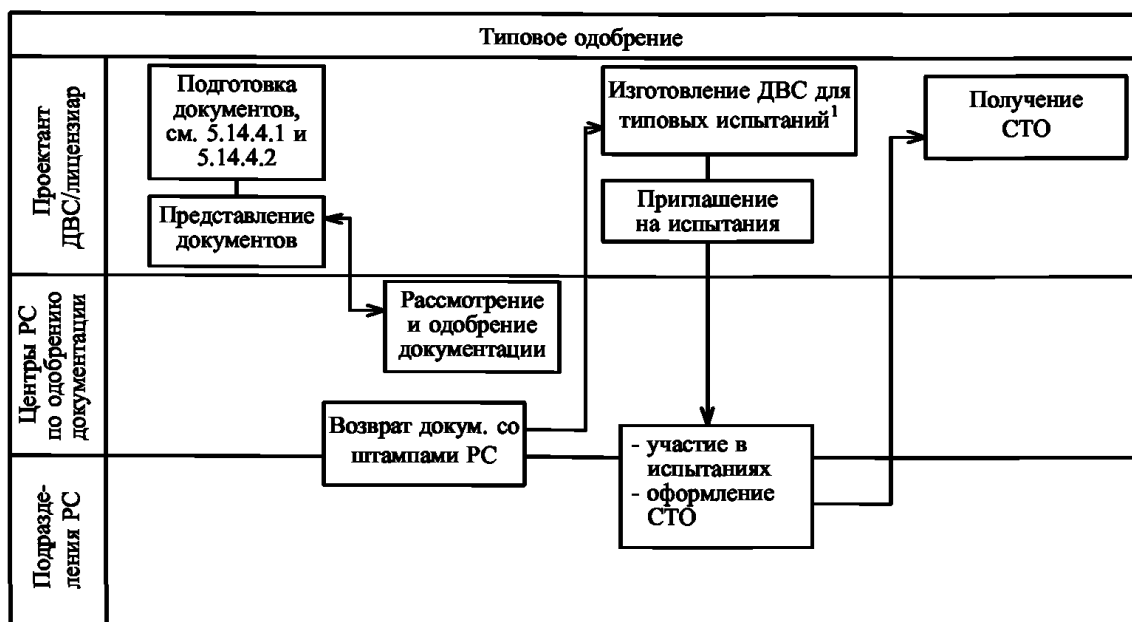 Типовое одобрение
Проектант
ДВС/лицензиар
Подготовка
документов,
см. 5.14.4.1 и
5.14.4.2
Представление
документов
Изготовление ДВС для
типовых испытаний¹
Приглашение
на испытания
Получение
СТО
Центры РС
по одобрению
документации
Рассмотрение
и одобрение
документации
Возврат докум. со
штампами РС
Подразде-
ления РС
- участие в
испытаниях
- оформление
СТО